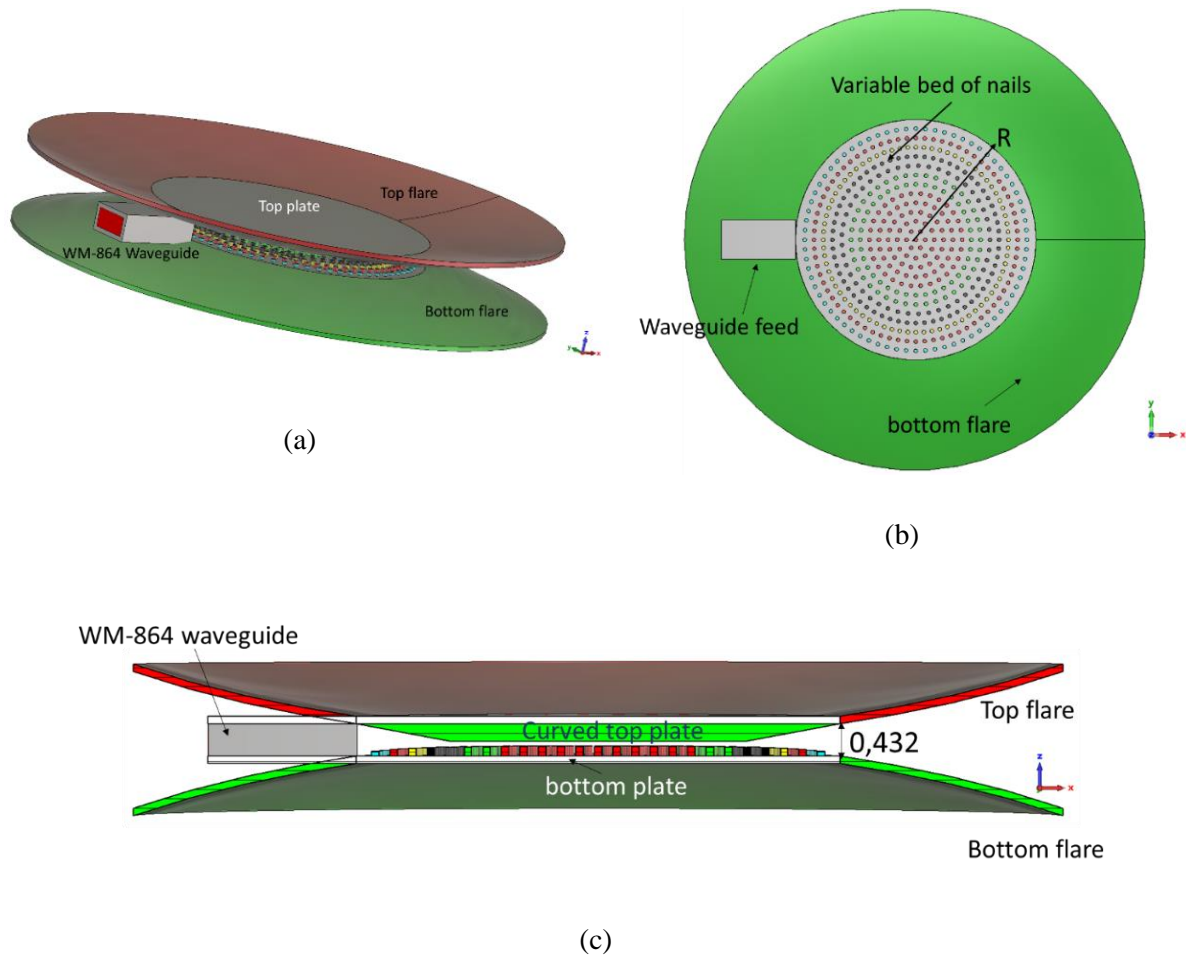 Top flare
Top plate
WM-864 Waveguide
Bottom flare
z
y
x
(a)
Variable bed of nails
R
Waveguide feed
bottom flare
y
z
x
(b)
WM-864 waveguide
Top flare
Curved top plate
0,432
bottom plate
z
x
Bottom flare
(c)